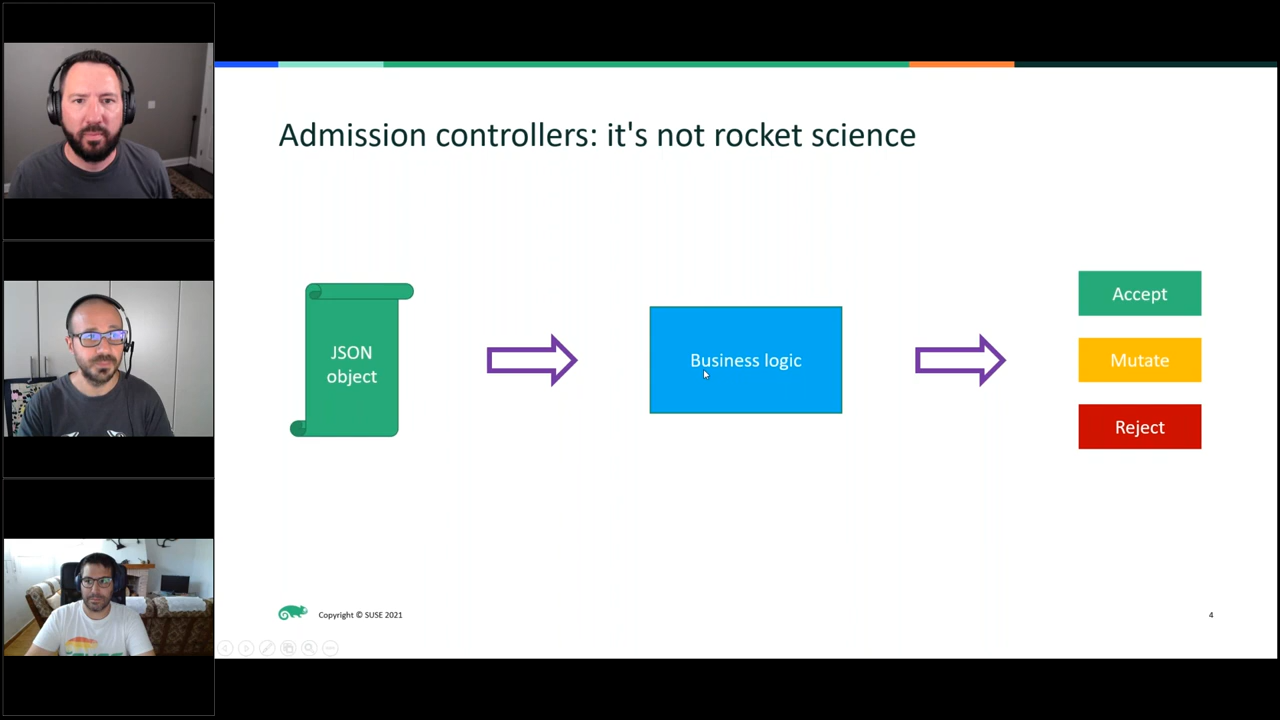 Admission controllers: it's not rocket science
JSON
object
Business logic
Accept
Mutate
Reject
Copyright © SUSE 2021
4